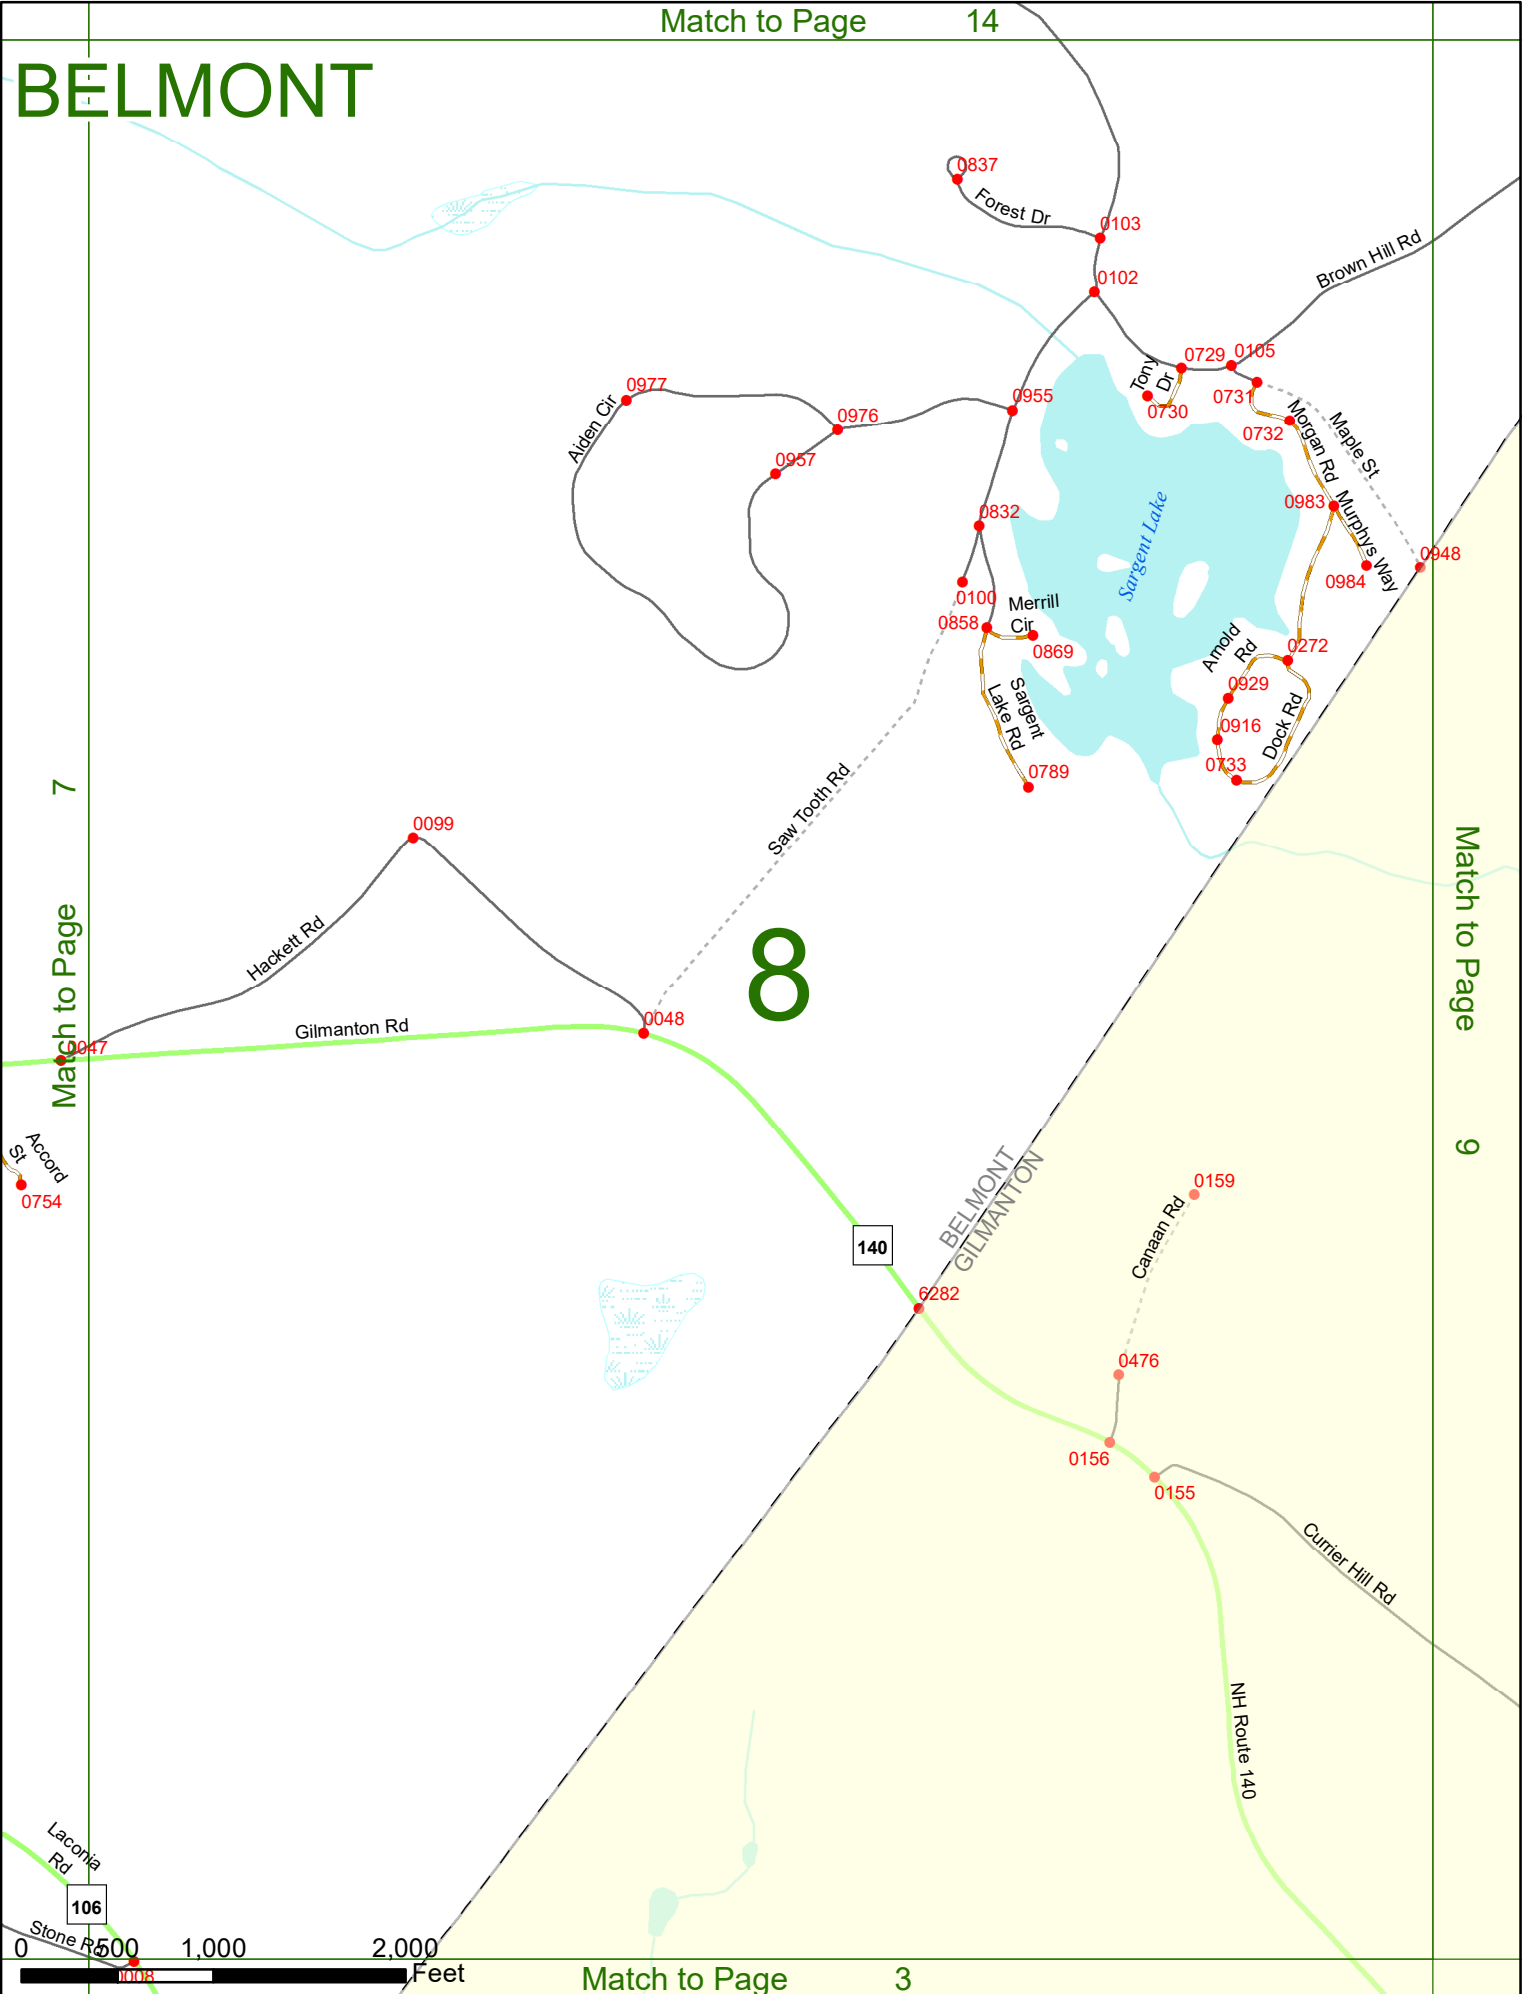 Match to Page 14
BELMONT
0837
Forest Dr
0103
0102
Brown Hill Rd
0729
0105
Tony
Dr
0730
0731
0732
Morgan Rd
Maple St
0977
Aiden Cir
0976
0955
0957
0832
0983
Murphys Way
0984
0948
Sargent Lake
0100
0858
Merrill
Cir
0869
Arnold
Rd
0272
0929
0916
Dock Rd
0733
Sargent
Lake Rd
0789
Saw Tooth Rd
7
Match to Page
0099
Hackett Rd
8
Match to Page
9
Gilmanton Rd
0048
0047
Accord
St
0754
BELMONT
GILMANTON
140
6282
0159
Canaan Rd
0476
0156
0155
Currier Hill Rd
NH Route 140
Laconia
Rd
106
Stone Rd
0 500 1,000 2,000
Feet
0008
Match to Page 3